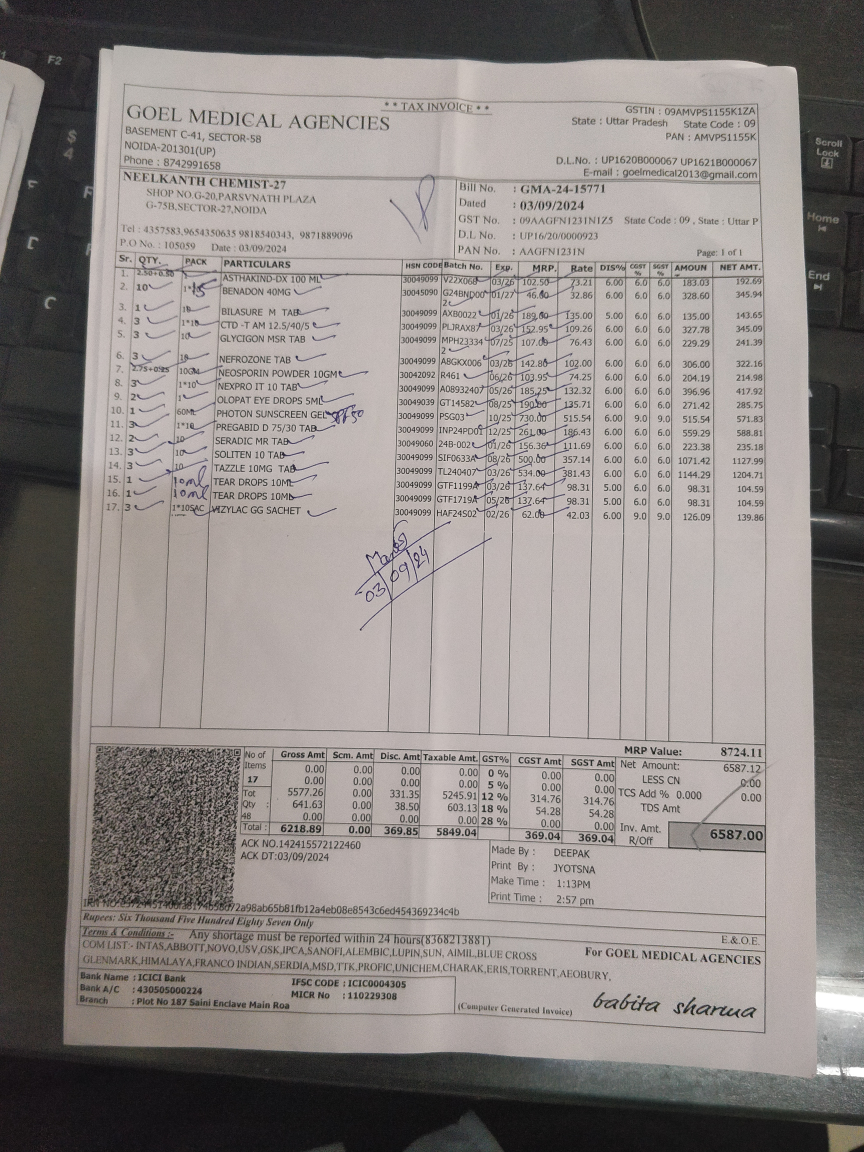 * * TAX INVOICE * *
GOEL MEDICAL AGENCIES
BASEMENT C-41, SECTOR-58
NOIDA-201301(UP)
Phone : 8742991658
GSTIN : 09AMVPS1155K1ZA
State : Uttar Pradesh State Code : 09
PAN : AMVPS1155K
D.L.No. : UP1620B000067 UP1621B000067
E-mail : goelmedical2013@gmail.com
NEELKANTH CHEMIST-27
SHOP NO.G-20,PARSVNATH PLAZA
G-75B,SECTOR-27,NOIDA
Tel : 4357583,9654350635 9818540343, 9871889096
P.O No. : 105059 Date : 03/09/2024
Bill No. : GMA-24-15771
Dated : 03/09/2024
GST No. : 09AAGFN1231N1Z5 State Code : 09 , State : Uttar P
D.L No. : UP16/20/0000923
PAN No. : AAGFN1231N Page: 1 of 1
Sr. QTY. PACK PARTICULARS HSN CODE Batch No. Exp. MRP. Rate DIS% CGST % SGST % AMOUN NET AMT.
1. 2.50+0.50 ASTHAKIND-DX 100 ML 30049099 V22X06B 03/26 102.50 73.21 6.00 6.0 6.0 183.03 192.69
2. 10 1*15 BENADON 40MG 30045090 G24BND00 01/27 46.00 32.86 6.00 6.0 6.0 328.60 345.94
2
3. 1 10 BILASURE M TAB 30049099 AXB0022 01/26 189.00 135.00 5.00 6.0 6.0 135.00 143.65
4. 3 1*10 CTD -T AM 12.5/40/5 30049099 PLJRAX87 03/26 152.95 109.26 6.00 6.0 6.0 327.78 345.09
5. 3 10 GLYCIGON MSR TAB 30049099 MPH23334 07/25 107.00 76.43 6.00 6.0 6.0 229.29 241.39
2
6. 3 10 NEFROZONE TAB 30049099 ABGKX006 03/26 142.80 102.00 6.00 6.0 6.0 306.00 322.16
7. 2.75+0.25 10GM NEOSPORIN POWDER 10GM 30042092 R461 06/26 103.95 74.25 6.00 6.0 6.0 204.19 214.98
8. 3 1*10 NEXPRO IT 10 TAB 30049099 A0893240 05/26 185.25 132.32 6.00 6.0 6.0 396.96 417.92
9. 2 1 OLOPAT EYE DROPS 5ML 30049039 GT14582 08/25 190.00 135.71 6.00 6.0 6.0 271.42 285.75
10. 1 60ML PHOTON SUNSCREEN GEL SPF 50 30049099 PSG03 10/25 730.00 515.54 6.00 9.0 9.0 515.54 571.83
11. 3 1*10 PREGABID D 75/30 TAB 30049099 INP24PD01 12/25 261.00 186.43 6.00 6.0 6.0 559.29 588.81
12. 2 10 SERADIC MR TAB 30049060 24B-002 01/26 156.36 111.69 6.00 6.0 6.0 223.38 235.18
13. 3 10 SOLITEN 10 TAB 30049099 SIF0633A 08/26 500.00 357.14 6.00 6.0 6.0 1071.42 1127.99
14. 3 10 TAZZLE 10MG TAB 30049099 TL240407 03/26 534.00 381.43 6.00 6.0 6.0 1144.29 1204.71
15. 1 10ml TEAR DROPS 10ML 30049099 GTF1199A 03/26 137.64 98.31 5.00 6.0 6.0 98.31 104.59
16. 1 10ml TEAR DROPS 10ML 30049099 GTF1719A 05/26 137.64 98.31 5.00 6.0 6.0 98.31 104.59
17. 3 1*10SAC VIZYLAC GG SACHET 30049099 HAF24S02 02/26 62.00 42.03 6.00 9.0 9.0 126.09 139.86
03/09/24
No of Items 17 Tot Qty : 48
Gross Amt Scm. Amt Disc. Amt Taxable Amt. GST% CGST Amt SGST Amt
0.00 0.00 0.00 0.00 0 % 0.00 0.00
0.00 0.00 0.00 0.00 5 % 0.00 0.00
5577.26 0.00 331.35 5245.91 12 % 314.76 314.76
641.63 0.00 38.50 603.13 18 % 54.28 54.28
0.00 0.00 0.00 0.00 28 % 0.00 0.00
Total : 6218.89 0.00 369.85 5849.04 369.04 369.04
MRP Value: 8724.11
Net Amount: 6587.12
LESS CN 0.00
TCS Add % 0.000 0.00
TDS Amt
Inv. Amt. R/Off 6587.00
ACK NO.142415572122460
ACK DT:03/09/2024
Made By : DEEPAK
Print By : JYOTSNA
Make Time : 1:13PM
Print Time : 2:57 pm
Rupees: Six Thousand Five Hundred Eighty Seven Only
Terms & Conditions :- Any shortage must be reported within 24 hours(8368213881) E.&.O.E.
COM LIST:- INTAS,ABBOTT,NOVO,USV,GSK,IPCA,SANOFI,ALEMBIC,LUPIN,SUN, AIMIL,BLUE CROSS
GLENMARK,HIMALAYA,FRANCO INDIAN,SERDIA,MSD,TTK,PROFIC,UNICHEM,CHARAK,ERIS,TORRENT,AEOBURY,
For GOEL MEDICAL AGENCIES
Bank Name : ICICI Bank IFSC CODE : ICIC0004305
Bank A/C : 430505000224 MICR No : 110229308
Branch : Plot No 187 Saini Enclave Main Roa
(Computer Generated Invoice)
babita sharma
F2
$
4
F
D
C
Scroll
Lock
Home
End